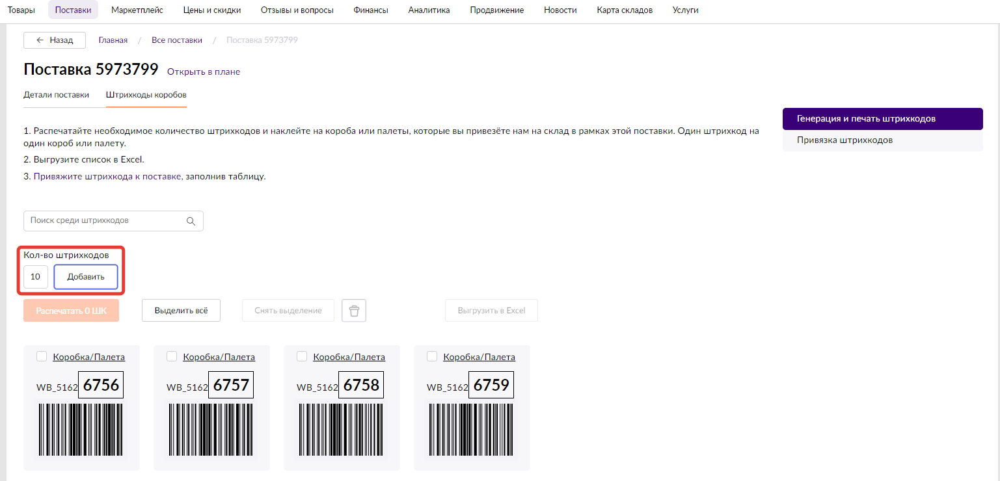 Товары Поставки Маркетплейс Цены и скидки Отзывы и вопросы Финансы Аналитика Продвижение Новости Карта складов Услуги
← Назад Главная / Все поставки / Поставка 5973799
Поставка 5973799 Открыть в плане
Детали поставки Штрихкоды коробов
Генерация и печать штрихкодов
Привязка штрихкодов
1. Распечатайте необходимое количество штрихкодов и наклейте на короба или палеты, которые вы привезёте нам на склад в рамках этой поставки. Один штрихкод на
один короб или палету.
2. Выгрузите список в Excel.
3. Привяжите штрихкода к поставке, заполнив таблицу.
Поиск среди штрихкодов
Кол-во штрихкодов
10 Добавить
Распечатать 0 ШК Выделить всё Снять выделение Выгрузить в Excel
Коробка/Палета Коробка/Палета Коробка/Палета Коробка/Палета
WB_5162 6756 WB_5162 6757 WB_5162 6758 WB_5162 6759